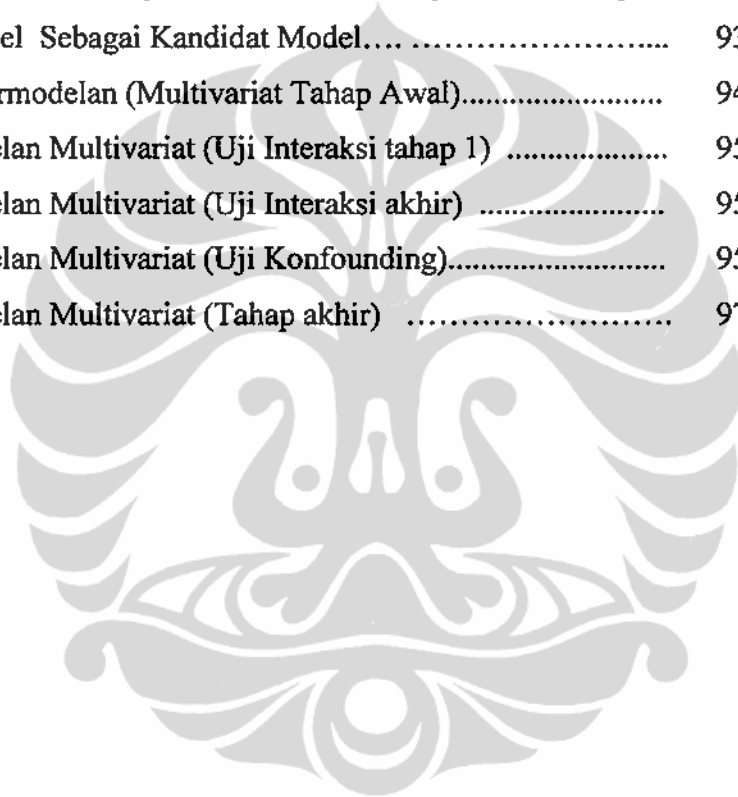 el Sebagai Kandidat Model.... ........................... 93
rmodelan (Multivariat Tahap Awal)......................... 94
elan Multivariat (Uji Interaksi tahap 1) .................... 95
elan Multivariat (Uji Interaksi akhir) ....................... 95
elan Multivariat (Uji Konfounding)........................... 95
elan Multivariat (Tahap akhir) .......................... 97